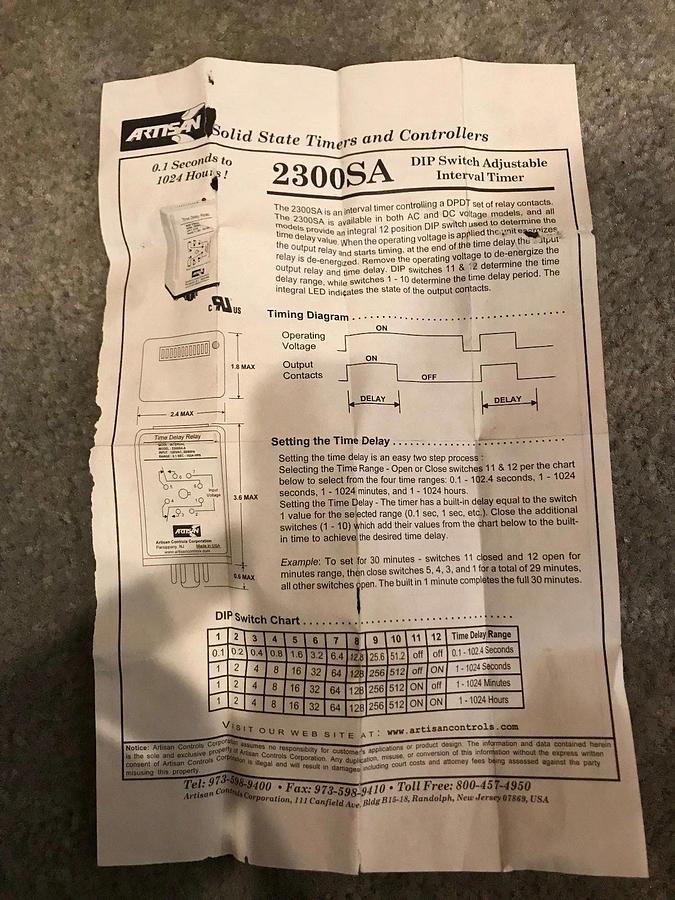 ARTISAN Solid State Timers and Controllers
0.1 Seconds to
1024 Hours !
2300SA
DIP Switch Adjustable
Interval Timer
The 2300SA is an interval timer controlling a DPDT set of relay contacts.
The 2300SA is available in both AC and DC voltage models, and all
models provide an integral 12 position DIP switch used to determine the
time delay value. When the operating voltage is applied the unit energizes
the output relay and starts timing, at the end of the time delay the output
relay is de-energized. Remove the operating voltage to de-energize the
output relay and time delay. DIP switches 11 & 12 determine the time
delay range, while switches 1 - 10 determine the time delay period. The
integral LED indicates the state of the output contacts.
Time Delay Relay
ARTISAN
C RU US
Timing Diagram
Operating
Voltage
ON
Output
Contacts
ON
OFF
DELAY
DELAY
1.8 MAX
2.4 MAX
Time Delay Relay
Input
Voltage
3.6 MAX
ARTISAN
Artisan Controls Corporation
Parsippany, NJ Made in USA
www.artisancontrols.com
0.6 MAX
Setting the Time Delay
Setting the time delay is an easy two step process :
Selecting the Time Range - Open or Close switches 11 & 12 per the chart
below to select from the four time ranges: 0.1 - 102.4 seconds, 1 - 1024
seconds, 1 - 1024 minutes, and 1 - 1024 hours.
Setting the Time Delay - The timer has a built-in delay equal to the switch
1 value for the selected range (0.1 sec, 1 sec, etc.). Close the additional
switches (1 - 10) which add their values from the chart below to the built-
in time to achieve the desired time delay.
Example: To set for 30 minutes - switches 11 closed and 12 open for
minutes range, then close switches 5, 4, 3, and 1 for a total of 29 minutes,
all other switches open. The built in 1 minute completes the full 30 minutes.
DIP Switch Chart
1 2 3 4 5 6 7 8 9 10 11 12 Time Delay Range
0.1 0.2 0.4 0.8 1.6 3.2 6.4 12.8 25.6 51.2 off off 0.1 - 102.4 Seconds
1 2 4 8 16 32 64 128 256 512 off ON 1 - 1024 Seconds
1 2 4 8 16 32 64 128 256 512 ON off 1 - 1024 Minutes
1 2 4 8 16 32 64 128 256 512 ON ON 1 - 1024 Hours
VISIT OUR WEB SITE AT: www.artisancontrols.com
Notice: Artisan Controls Corporation assumes no responsibility for customer's applications or product design. The information and data contained herein
is the sole and exclusive property of Artisan Controls Corporation. Any duplication, misuse, or conversion of this information without the express written
consent of Artisan Controls Corporation is illegal and will result in damages including court costs and attorney fees being assessed against the party
misusing this property.
Tel: 973-598-9400 • Fax: 973-598-9410 • Toll Free: 800-457-4950
Artisan Controls Corporation, 111 Canfield Ave, Bldg B15-18, Randolph, New Jersey 07869, USA